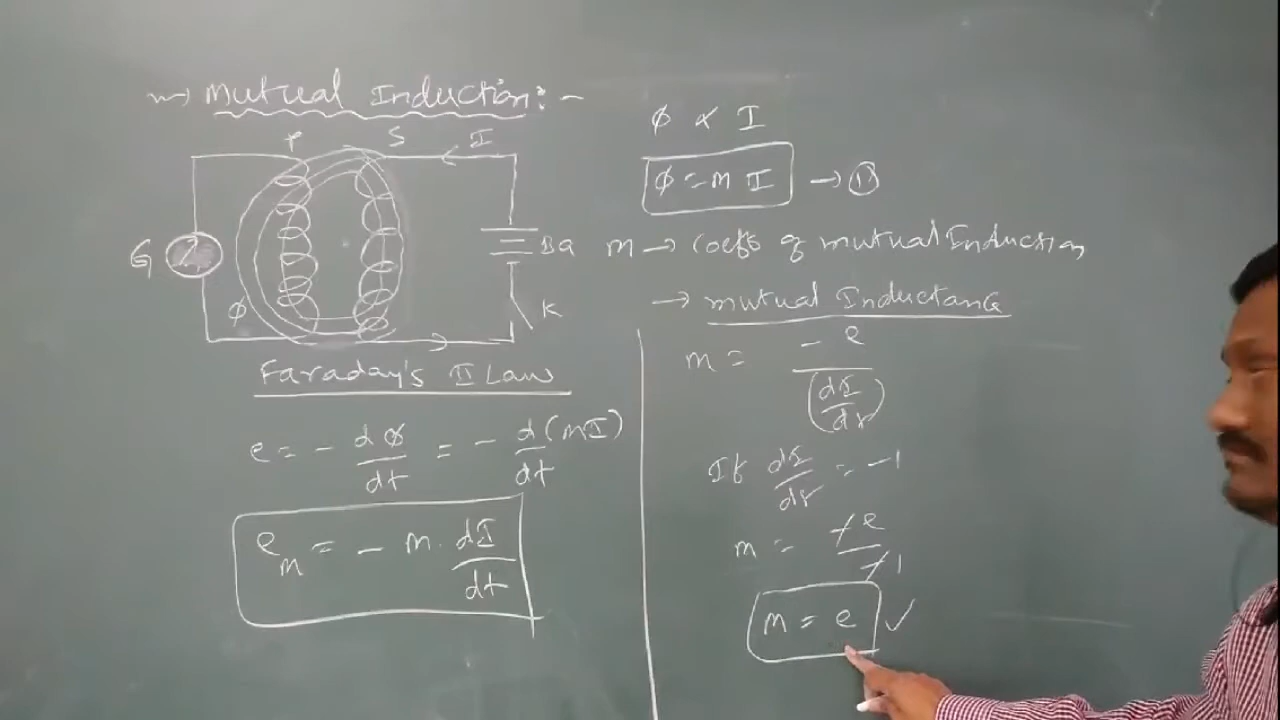 Mutual Induction:-
P S I
G Ba
φ K
Faraday's II Law
e = - dφ/dt = - d/dt (MI)
e_m = - M. dI/dt
φ ∝ I
φ = M I → ①
M → Coeff of mutual Induction
→ mutual Inductance
M = - e/(dI/dt)
If dI/dt = -1
M = -e/-1
M = e ✓